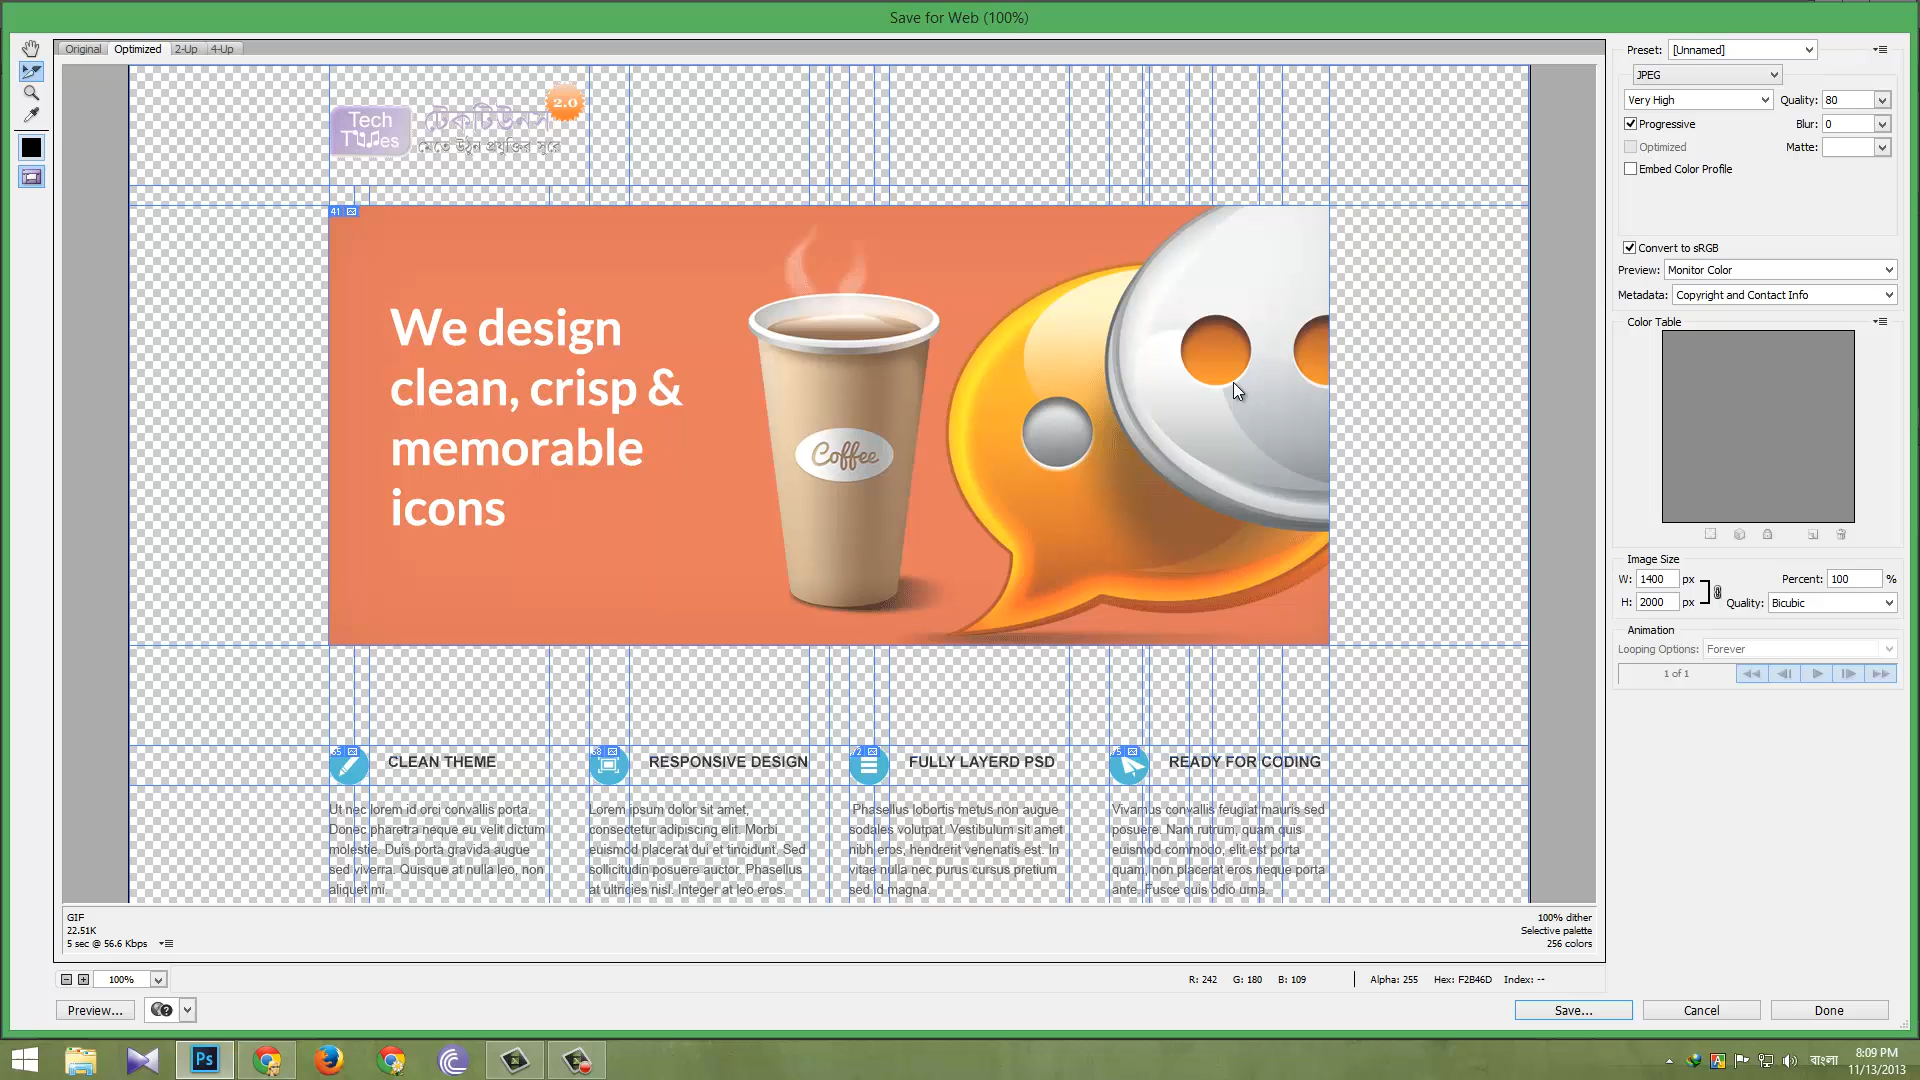 Save for Web (100%)
Original Optimized 2-Up 4-Up
Preset: [Unnamed]
JPEG
Very High Quality: 80
Progressive Blur: 0
Optimized Matte:
Embed Color Profile
Convert to sRGB
Preview: Monitor Color
Metadata: Copyright and Contact Info
Color Table
Image Size
W: 1400 px Percent: 100 %
H: 2000 px Quality: Bicubic
Animation
Looping Options: Forever
1 of 1
2.0
Tech
টেকটিউনস
মেতে উঠুন প্রযুক্তির সুরে
41
We design
clean, crisp &
memorable
icons
Coffee
CLEAN THEME
Ut nec lorem id orci convallis porta.
Donec pharetra neque eu velit dictum
molestie. Duis porta gravida augue
sed viverra. Quisque at nulla leo, non
aliquet mi.
RESPONSIVE DESIGN
Lorem ipsum dolor sit amet,
consectetur adipiscing elit. Morbi
euismod placerat dui et tincidunt. Sed
sollicitudin posuere auctor. Phasellus
at ultricies nisl. Integer at leo eros.
FULLY LAYERD PSD
Phasellus lobortis metus non augue
sodales volutpat. Vestibulum sit amet
nibh eros, hendrerit venenatis est. In
vitae nulla nec purus cursus pretium
sed id magna.
READY FOR CODING
Vivamus convallis feugiat mauris sed
posuere. Nam rutrum, quam quis
euismod commodo, elit est porta
quam, non placerat eros neque porta
ante. Fusce quis odio urna.
GIF
22.51K
5 sec @ 56.6 Kbps
100% dither
Selective palette
256 colors
100%
R: 242 G: 180 B: 109 Alpha: 255 Hex: F2B46D Index: --
Preview... Save... Cancel Done
Ps
বাংলা
8:09 PM
11/13/2013